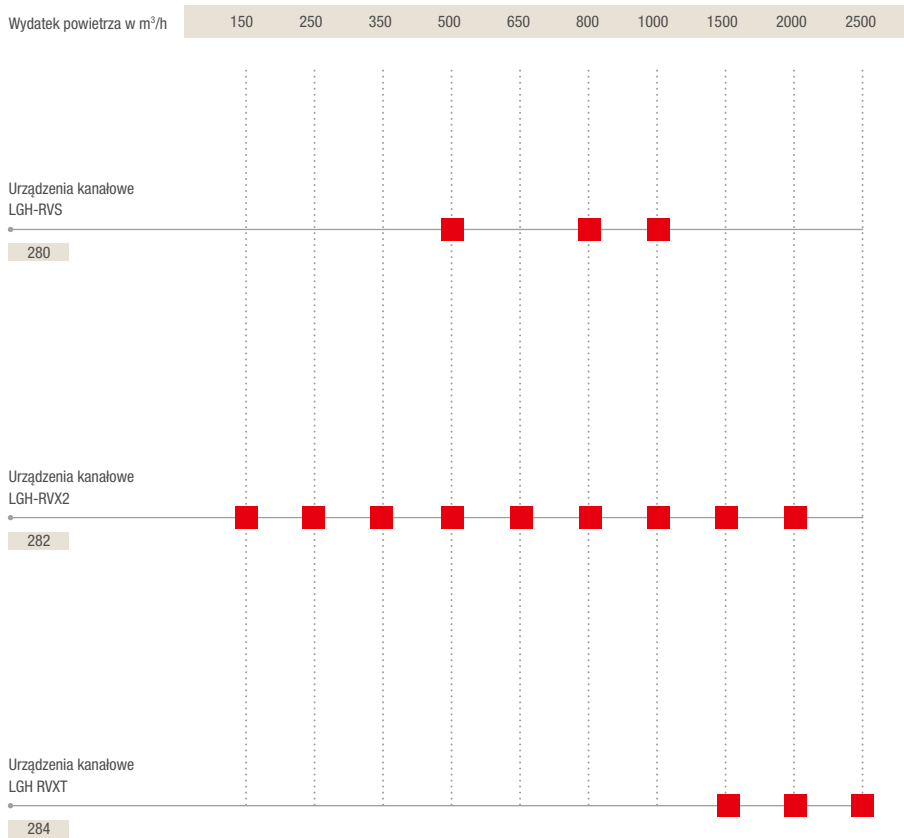 Wydatek powietrza w m³/h 150 250 350 500 650 800 1000 1500 2000 2500
Urządzenia kanałowe
LGH-RVS
280
Urządzenia kanałowe
LGH-RVX2
282
Urządzenia kanałowe
LGH RVXT
284